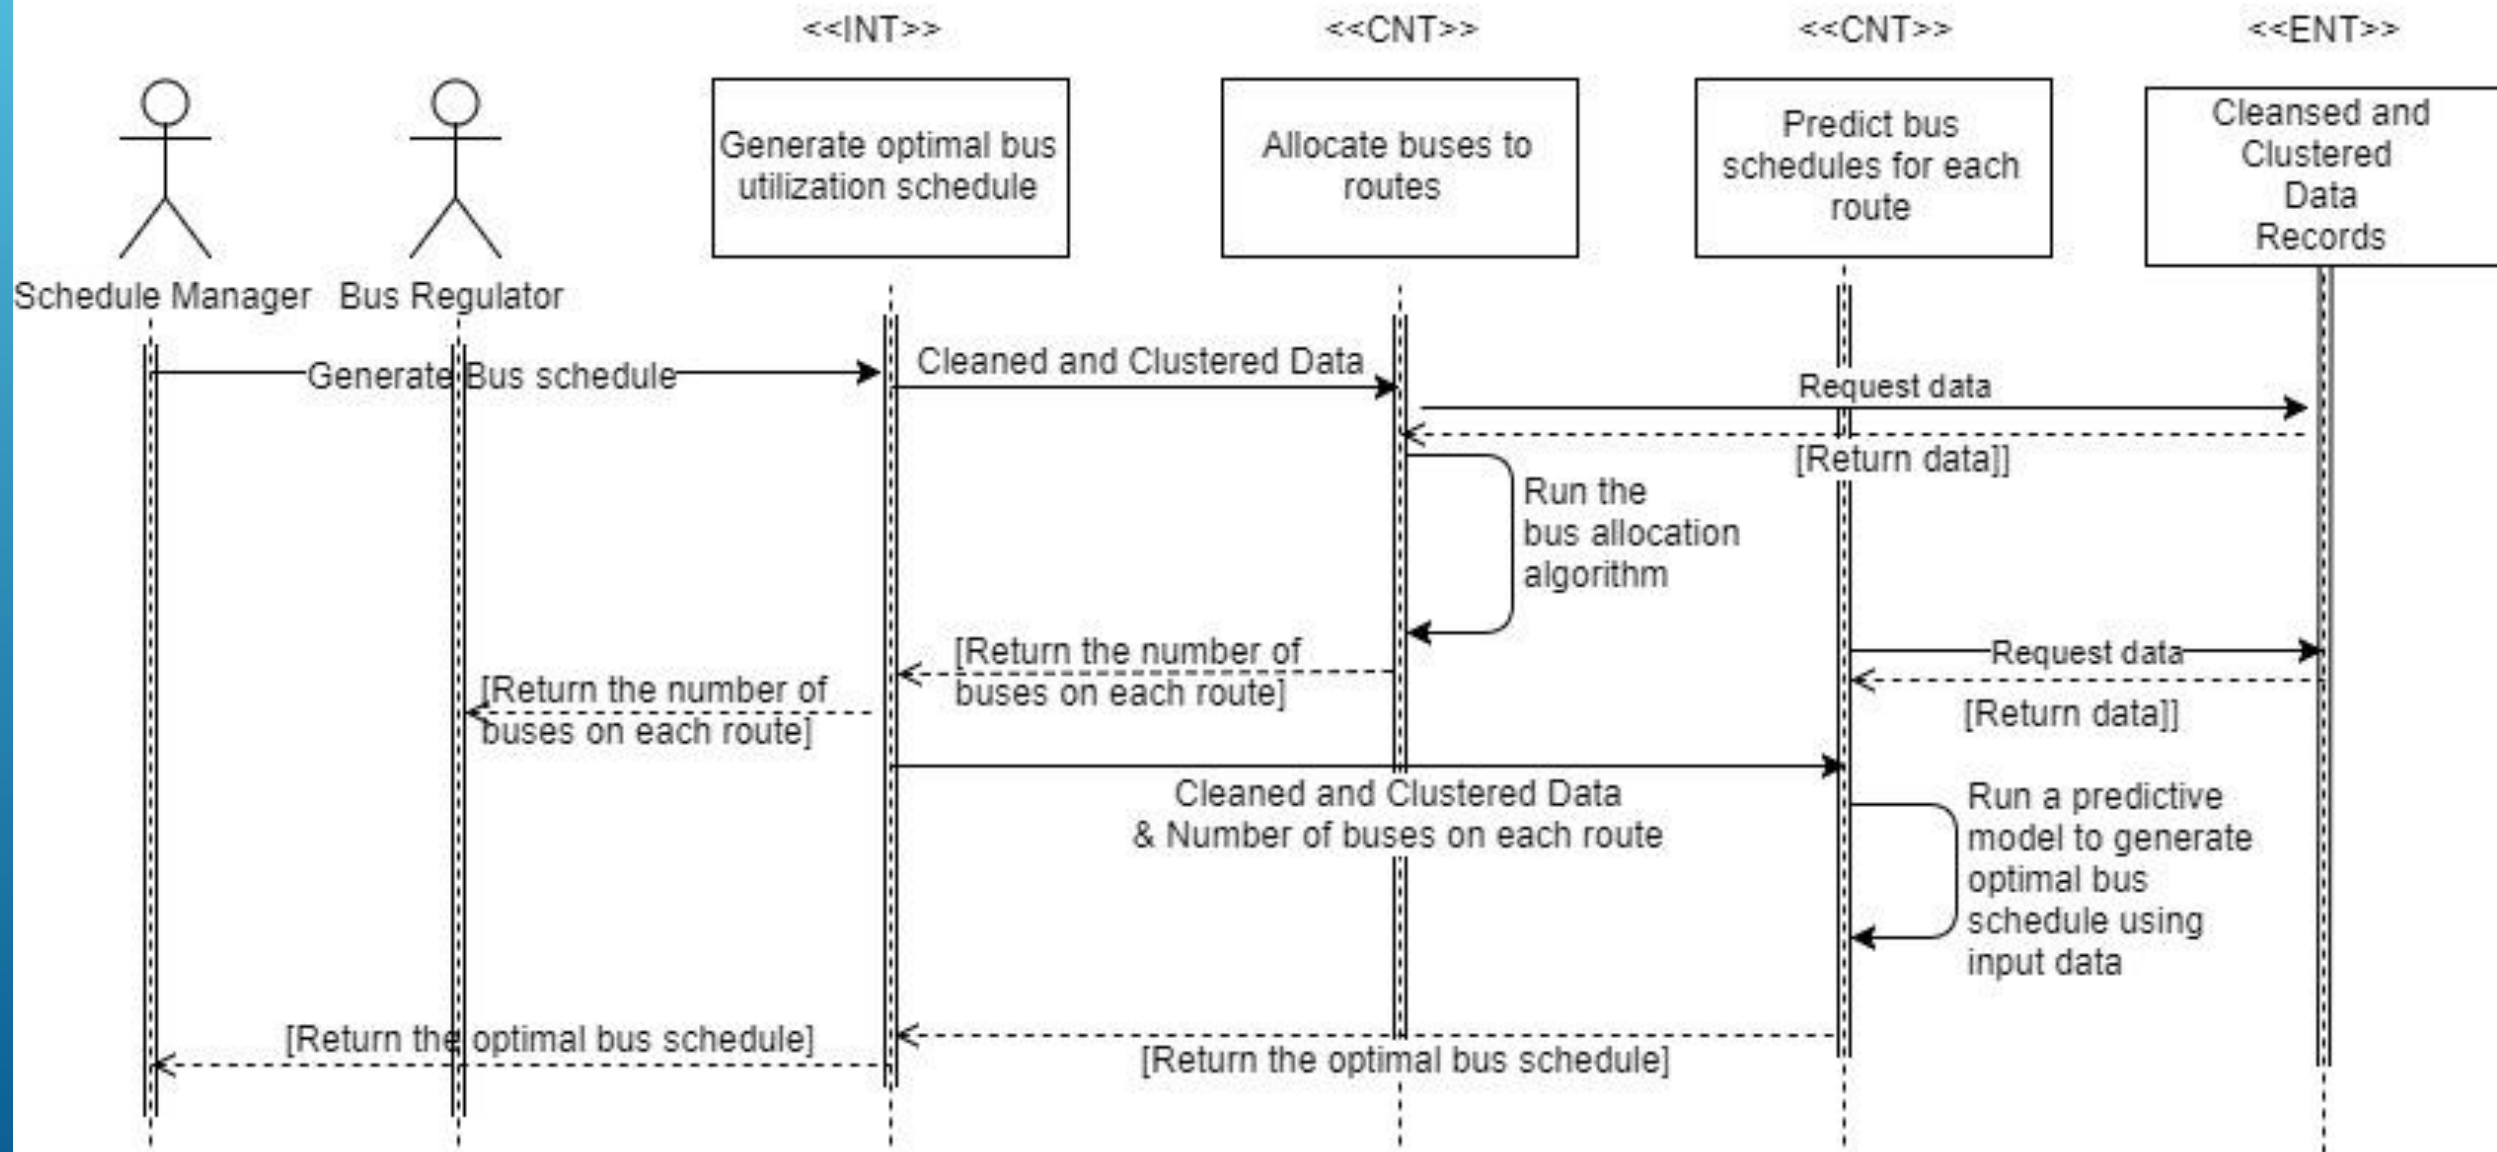 <<INT>>
<<CNT>>
<<CNT>>
<<ENT>>
Generate optimal bus
utilization schedule
Allocate buses to
routes
Predict bus
schedules for each
route
Cleansed and
Clustered
Data
Records
Schedule Manager
Bus Regulator
Generate Bus schedule
Cleaned and Clustered Data
Request data
[Return data]]
Run the
bus allocation
algorithm
[Return the number of
buses on each route]
[Return the number of
buses on each route]
Request data
[Return data]]
Cleaned and Clustered Data
& Number of buses on each route
Run a predictive
model to generate
optimal bus
schedule using
input data
[Return the optimal bus schedule]
[Return the optimal bus schedule]